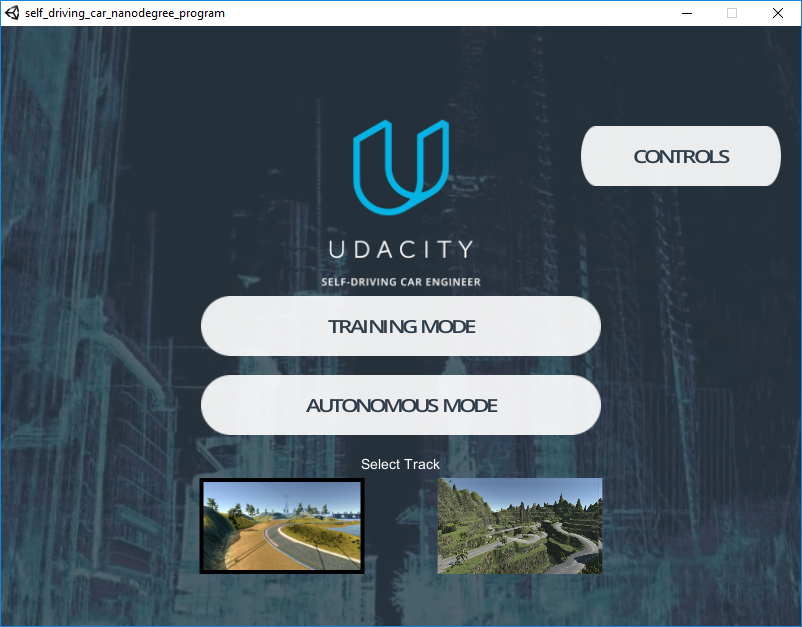 self_driving_car_nanodegree_program
CONTROLS
UDACITY
SELF-DRIVING CAR ENGINEER
TRAINING MODE
AUTONOMOUS MODE
Select Track